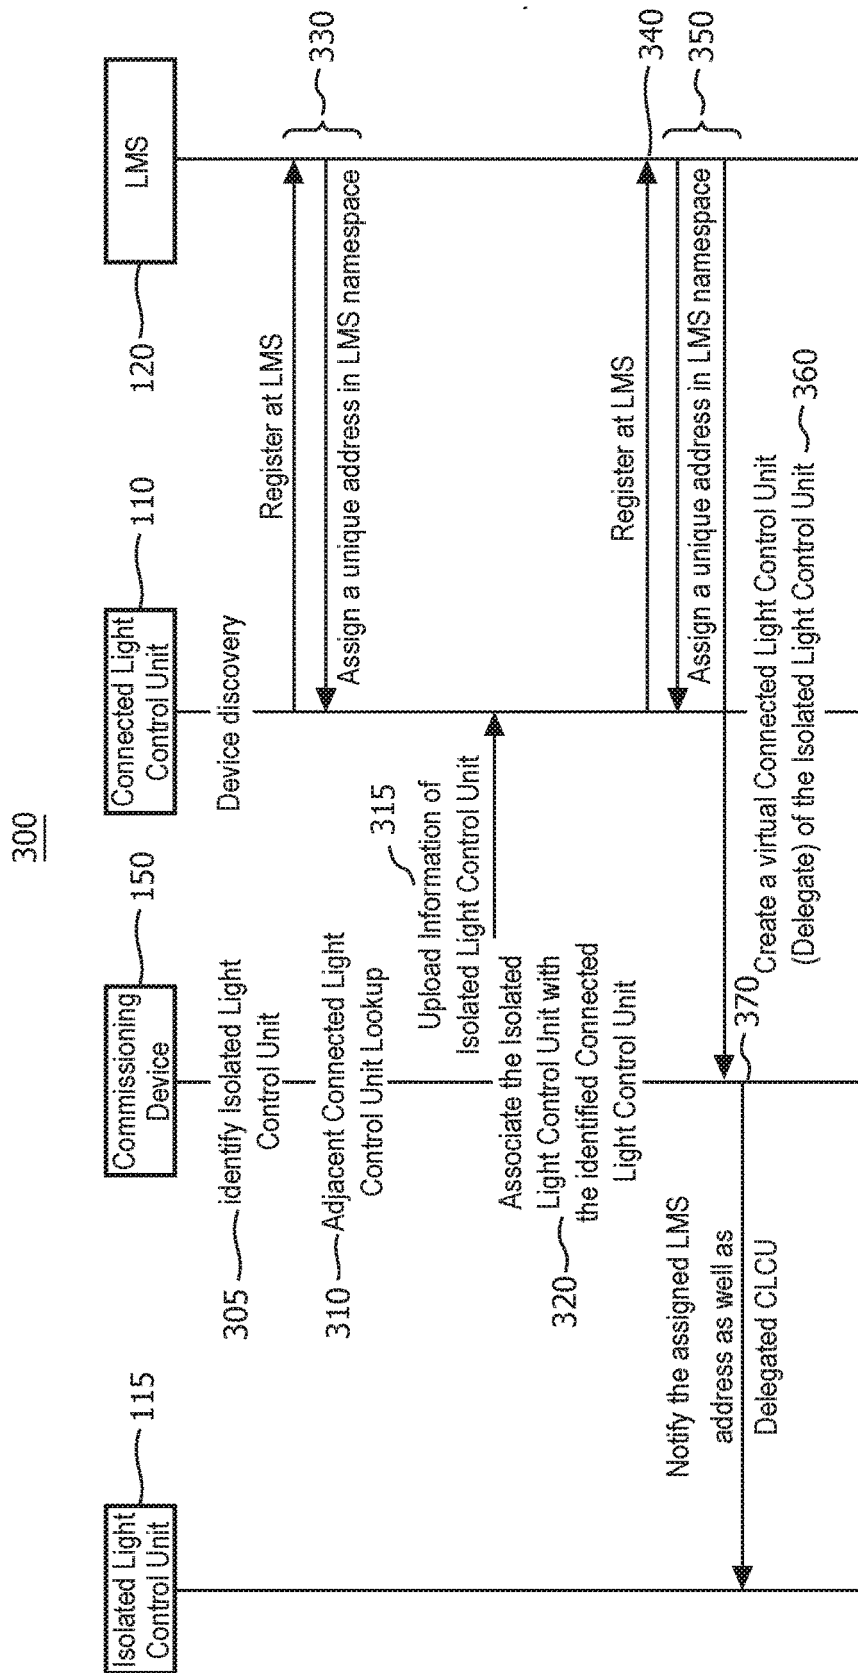 300
Isolated Light
Control Unit
115
Commissioning
Device
150
Connected Light
Control Unit
110
LMS
120
305
identify Isolated Light
Control Unit
Device discovery
Register at LMS
330
Assign a unique address in LMS namespace
310
Adjacent Connected Light
Control Unit Lookup
315
Upload Information of
Isolated Light Control Unit
320
Associate the Isolated
Light Control Unit with
the identified Connected
Light Control Unit
Register at LMS
340
Assign a unique address in LMS namespace
350
Notify the assigned LMS
address as well as
Delegated CLCU
370
Create a virtual Connected Light Control Unit
(Delegate) of the Isolated Light Control Unit
360